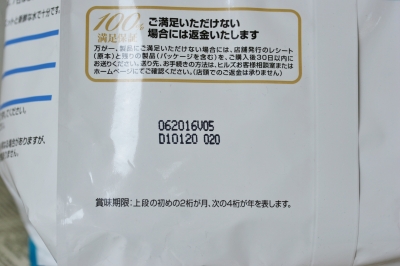 100%
満足保証
ご満足いただけない
場合には返金いたします
万が一、製品にご満足いただけない場合には、店舗発行のレシート
(原本)と残りの製品(パッケージを含む)を、ご購入後30日以内に
お送りください。送り先、お手続きの方法は、ヒルズお客様相談室または
ホームページにてご確認ください。(店頭でのご返金は承りません)
062016V05
D10120 020
賞味期限:上段の初めの2桁が月、次の4桁が年を表します。